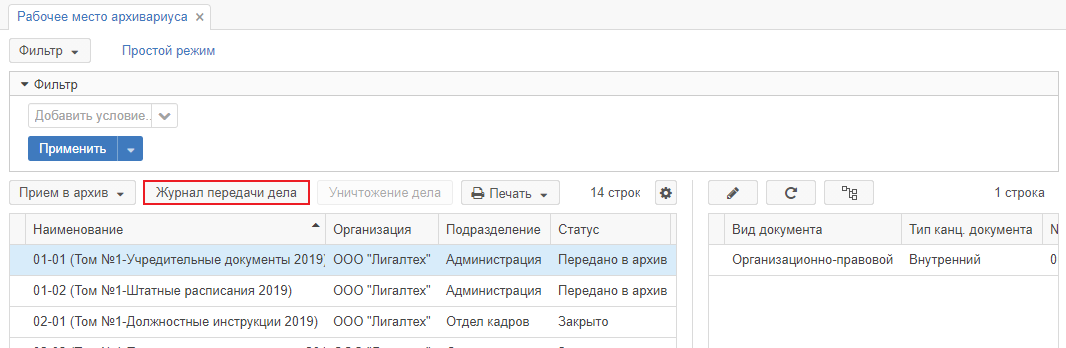 Рабочее место архивариуса ×
Фильтр Простой режим
Фильтр
Добавить условие..
Применить
Прием в архив Журнал передачи дела Уничтожение дела Печать 14 строк 1 строка
Наименование Организация Подразделение Статус Вид документа Тип канц. документа N
01-01 (Том №1-Учредительные документы 2019) ООО "Лигалтех" Администрация Передано в архив Организационно-правовой Внутренний 0
01-02 (Том №1-Штатные расписания 2019) ООО "Лигалтех" Администрация Передано в архив
02-01 (Том №1-Должностные инструкции 2019) ООО "Лигалтех" Отдел кадров Закрыто